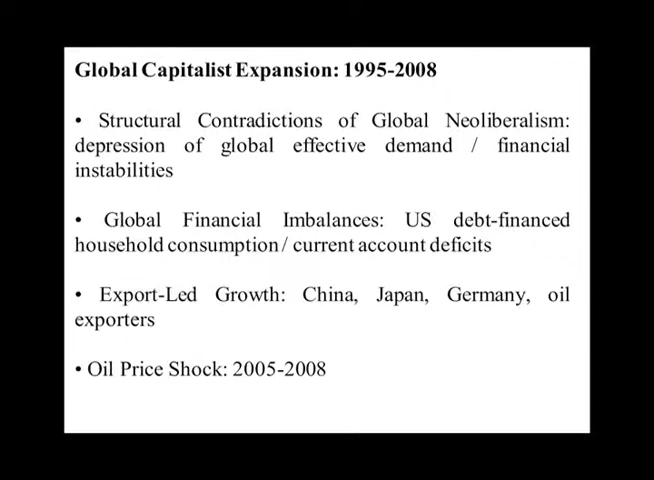 Global Capitalist Expansion: 1995-2008
• Structural Contradictions of Global Neoliberalism:
depression of global effective demand / financial
instabilities
• Global Financial Imbalances: US debt-financed
household consumption / current account deficits
• Export-Led Growth: China, Japan, Germany, oil
exporters
• Oil Price Shock: 2005-2008